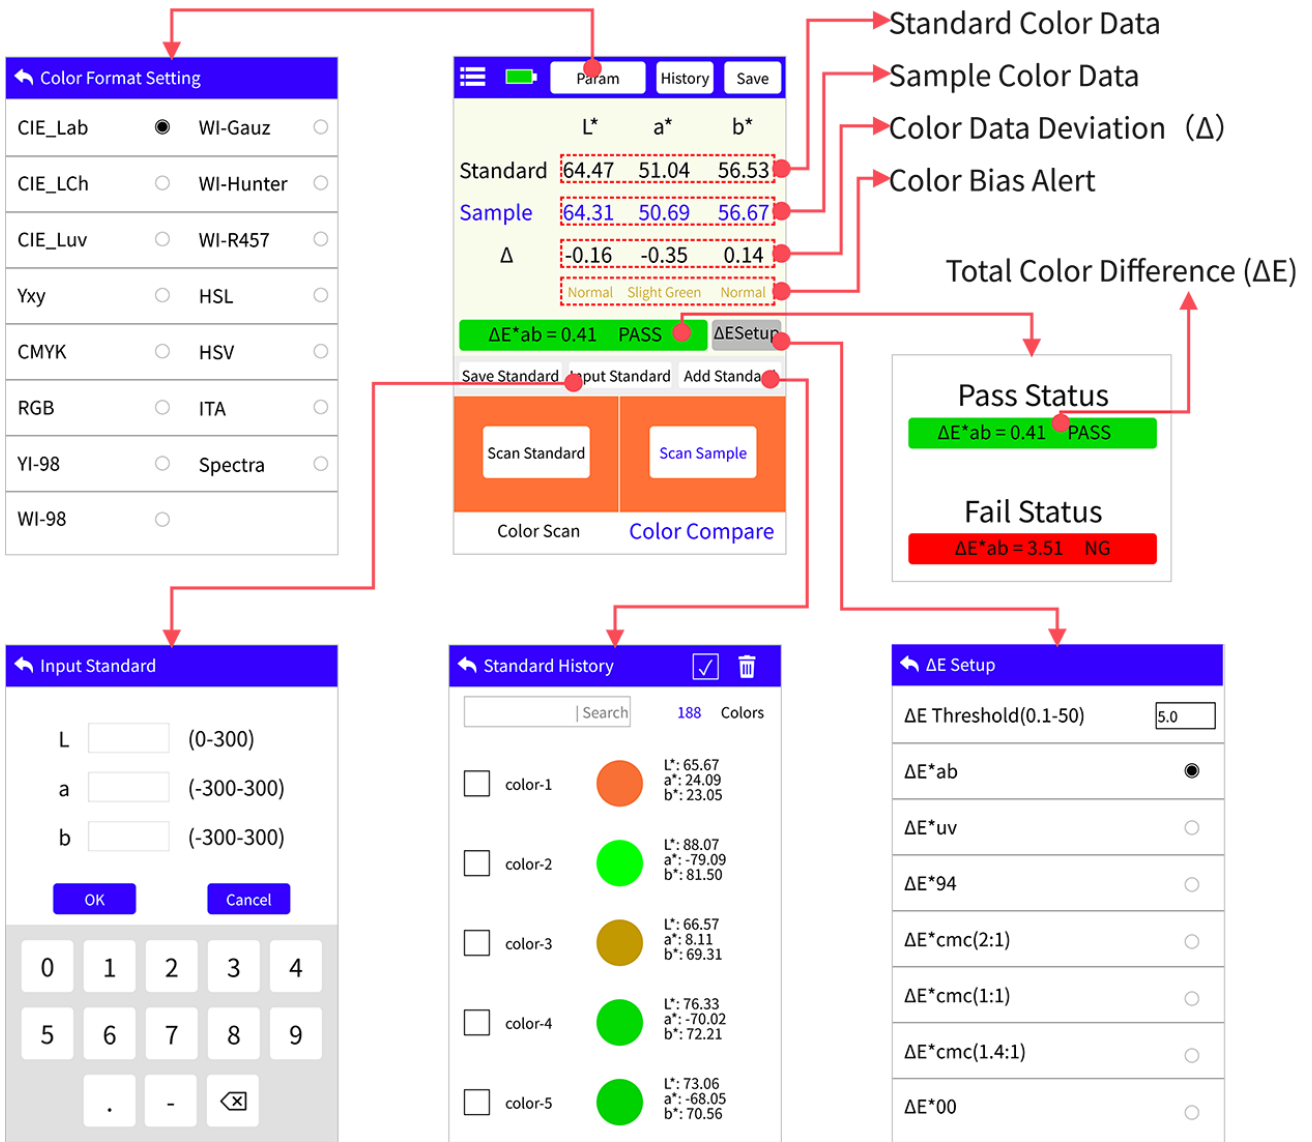 Standard Color Data
Sample Color Data
Color Data Deviation（Δ）
Color Bias Alert
Total Color Difference (ΔE)
Color Format Setting
CIE_Lab WI-Gauz
CIE_LCh WI-Hunter
CIE_Luv WI-R457
Yxy HSL
CMYK HSV
RGB ITA
YI-98 Spectra
WI-98
Param History Save
L* a* b*
Standard 64.47 51.04 56.53
Sample 64.31 50.69 56.67
Δ -0.16 -0.35 0.14
Normal Slight Green Normal
ΔE*ab = 0.41 PASS ΔESetup
Save Standard Input Standard Add Standard
Scan Standard Scan Sample
Color Scan Color Compare
Pass Status
ΔE*ab = 0.41 PASS
Fail Status
ΔE*ab = 3.51 NG
Input Standard
L (0-300)
a (-300-300)
b (-300-300)
OK Cancel
0 1 2 3 4
5 6 7 8 9
. -
Standard History
| Search 188 Colors
color-1
L*: 65.67
a*: 24.09
b*: 23.05
color-2
L*: 88.07
a*: -79.09
b*: 81.50
color-3
L*: 66.57
a*: 8.11
b*: 69.31
color-4
L*: 76.33
a*: -70.02
b*: 72.21
color-5
L*: 73.06
a*: -68.05
b*: 70.56
ΔE Setup
ΔE Threshold(0.1-50) 5.0
ΔE*ab
ΔE*uv
ΔE*94
ΔE*cmc(2:1)
ΔE*cmc(1:1)
ΔE*cmc(1.4:1)
ΔE*00